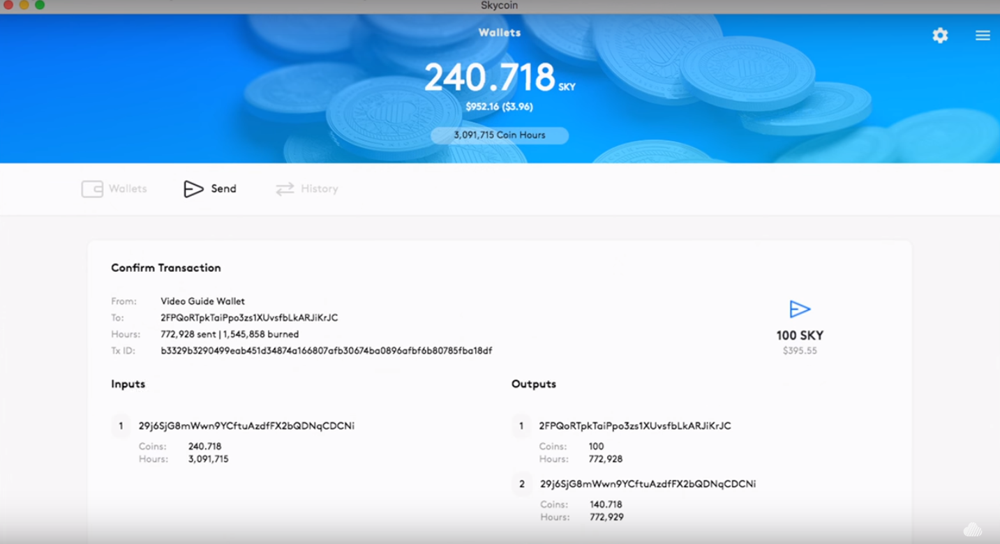 Skycoin
Wallets
240.718 SKY
$952.16 ($3.96)
3,091,715 Coin Hours
Wallets Send History
Confirm Transaction
From: Video Guide Wallet
To: 2FPQoRTpkTaiPpo3zs1XUvsfbLkARJiKrJC
Hours: 772,928 sent | 1,545,858 burned
Tx ID: b3329b3290499eab451d34874a166807afb30674ba0896afbf6b80785fba18df
100 SKY
$395.55
Inputs
1 29j6SjG8mWwn9YCftuAzdfFX2bQDNqCDCNi
Coins: 240.718
Hours: 3,091,715
Outputs
1 2FPQoRTpkTaiPpo3zs1XUvsfbLkARJiKrJC
Coins: 100
Hours: 772,928
2 29j6SjG8mWwn9YCftuAzdfFX2bQDNqCDCNi
Coins: 140.718
Hours: 772,929